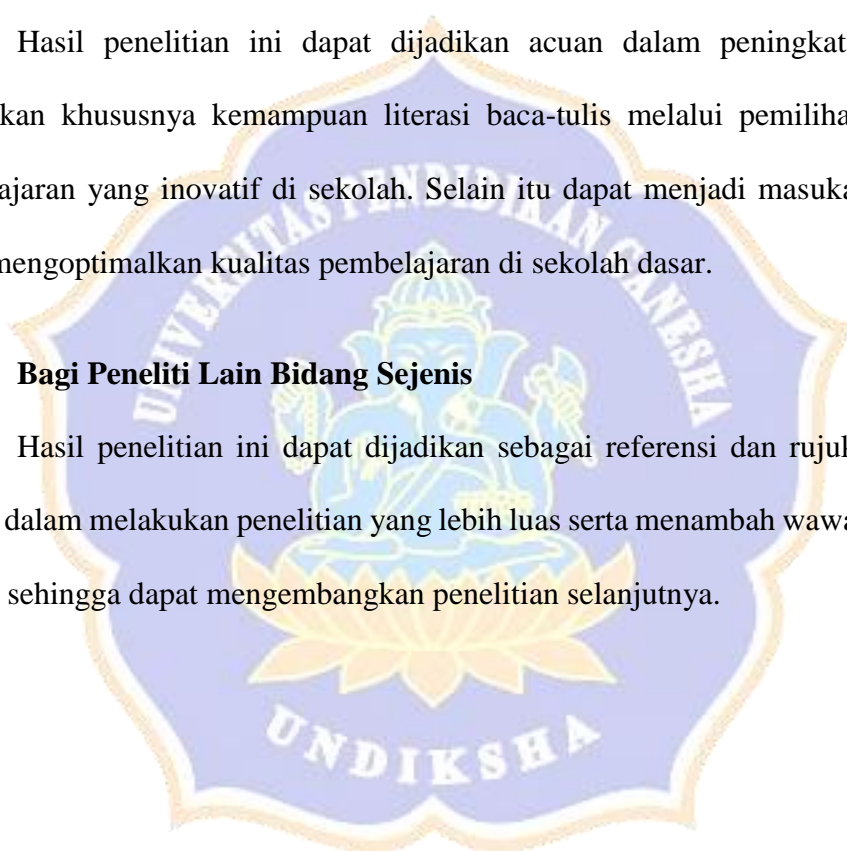 Hasil penelitian ini dapat dijadikan acuan dalam peningkat
kan khususnya kemampuan literasi baca-tulis melalui pemiliha
ajaran yang inovatif di sekolah. Selain itu dapat menjadi masuka
mengoptimalkan kualitas pembelajaran di sekolah dasar.
Bagi Peneliti Lain Bidang Sejenis
Hasil penelitian ini dapat dijadikan sebagai referensi dan rujuk
dalam melakukan penelitian yang lebih luas serta menambah wawa
sehingga dapat mengembangkan penelitian selanjutnya.
UNIVERSITAS PENDIDIKAN GANESHA
UNDIKSHA